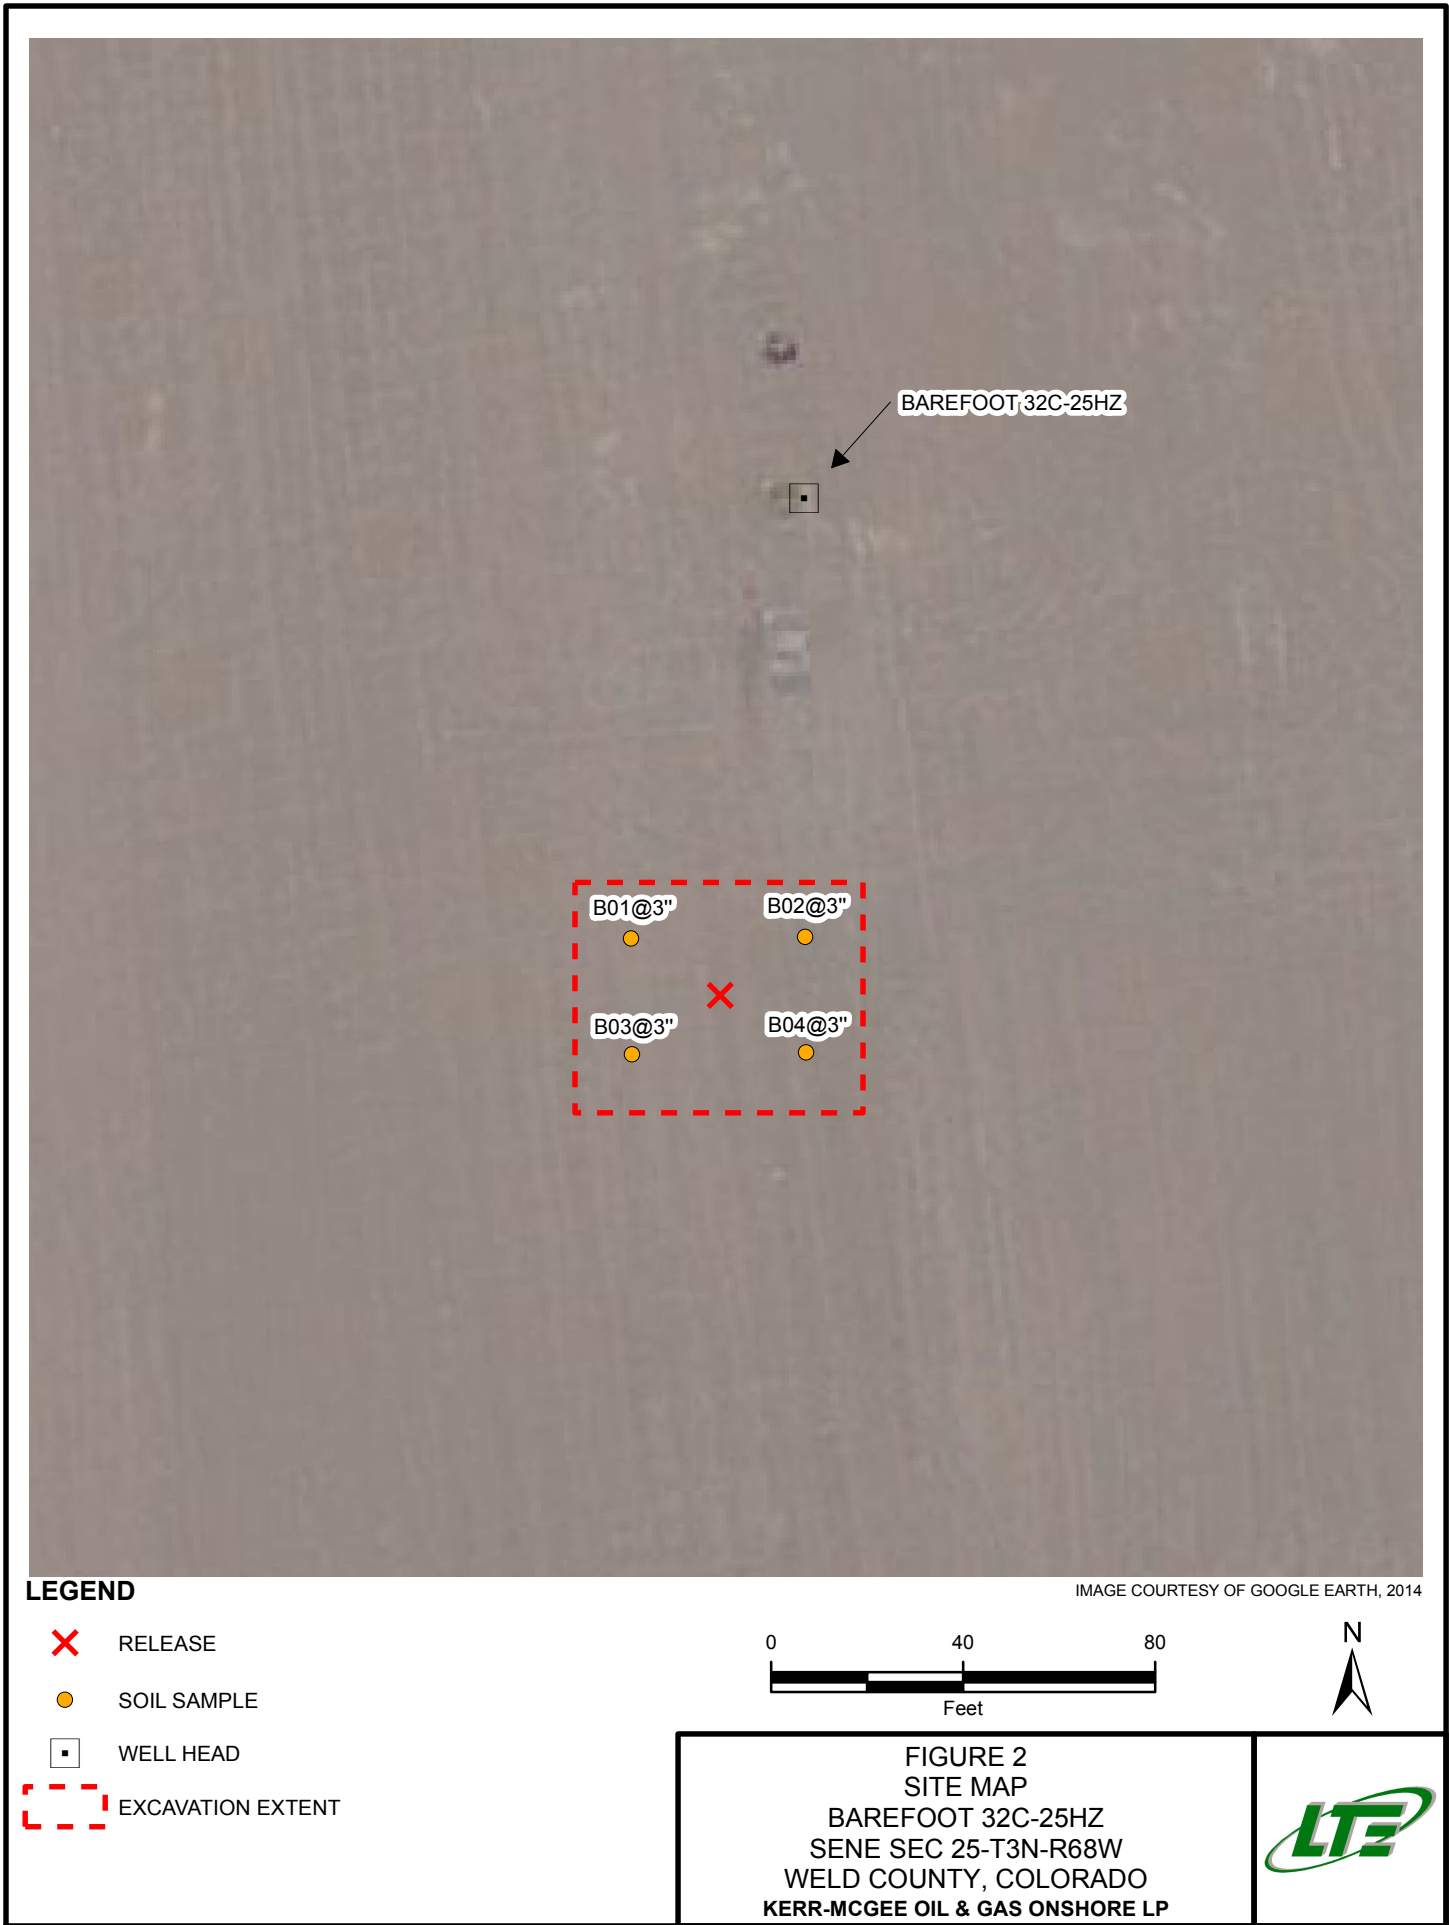 BAREFOOT 32C-25HZ
B01@3"
B02@3"
B03@3"
B04@3"
LEGEND
IMAGE COURTESY OF GOOGLE EARTH, 2014
RELEASE
SOIL SAMPLE
WELL HEAD
EXCAVATION EXTENT
0 40 80
Feet
N
FIGURE 2
SITE MAP
BAREFOOT 32C-25HZ
SENE SEC 25-T3N-R68W
WELD COUNTY, COLORADO
KERR-MCGEE OIL & GAS ONSHORE LP
LTE